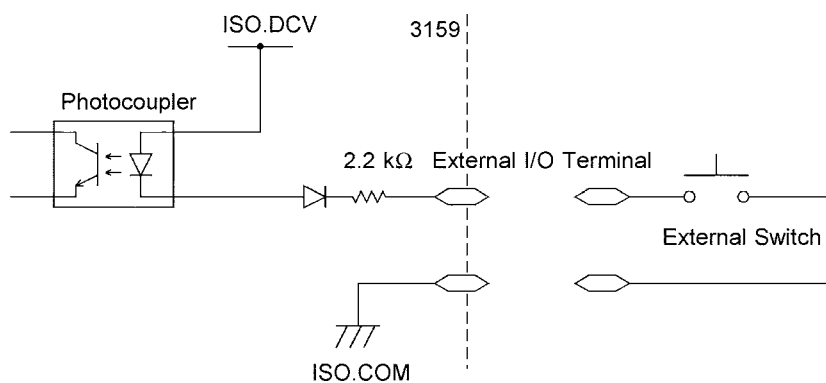 ISO.DCV
3159
Photocoupler
2.2 kΩ
External I/O Terminal
External Switch
ISO.COM